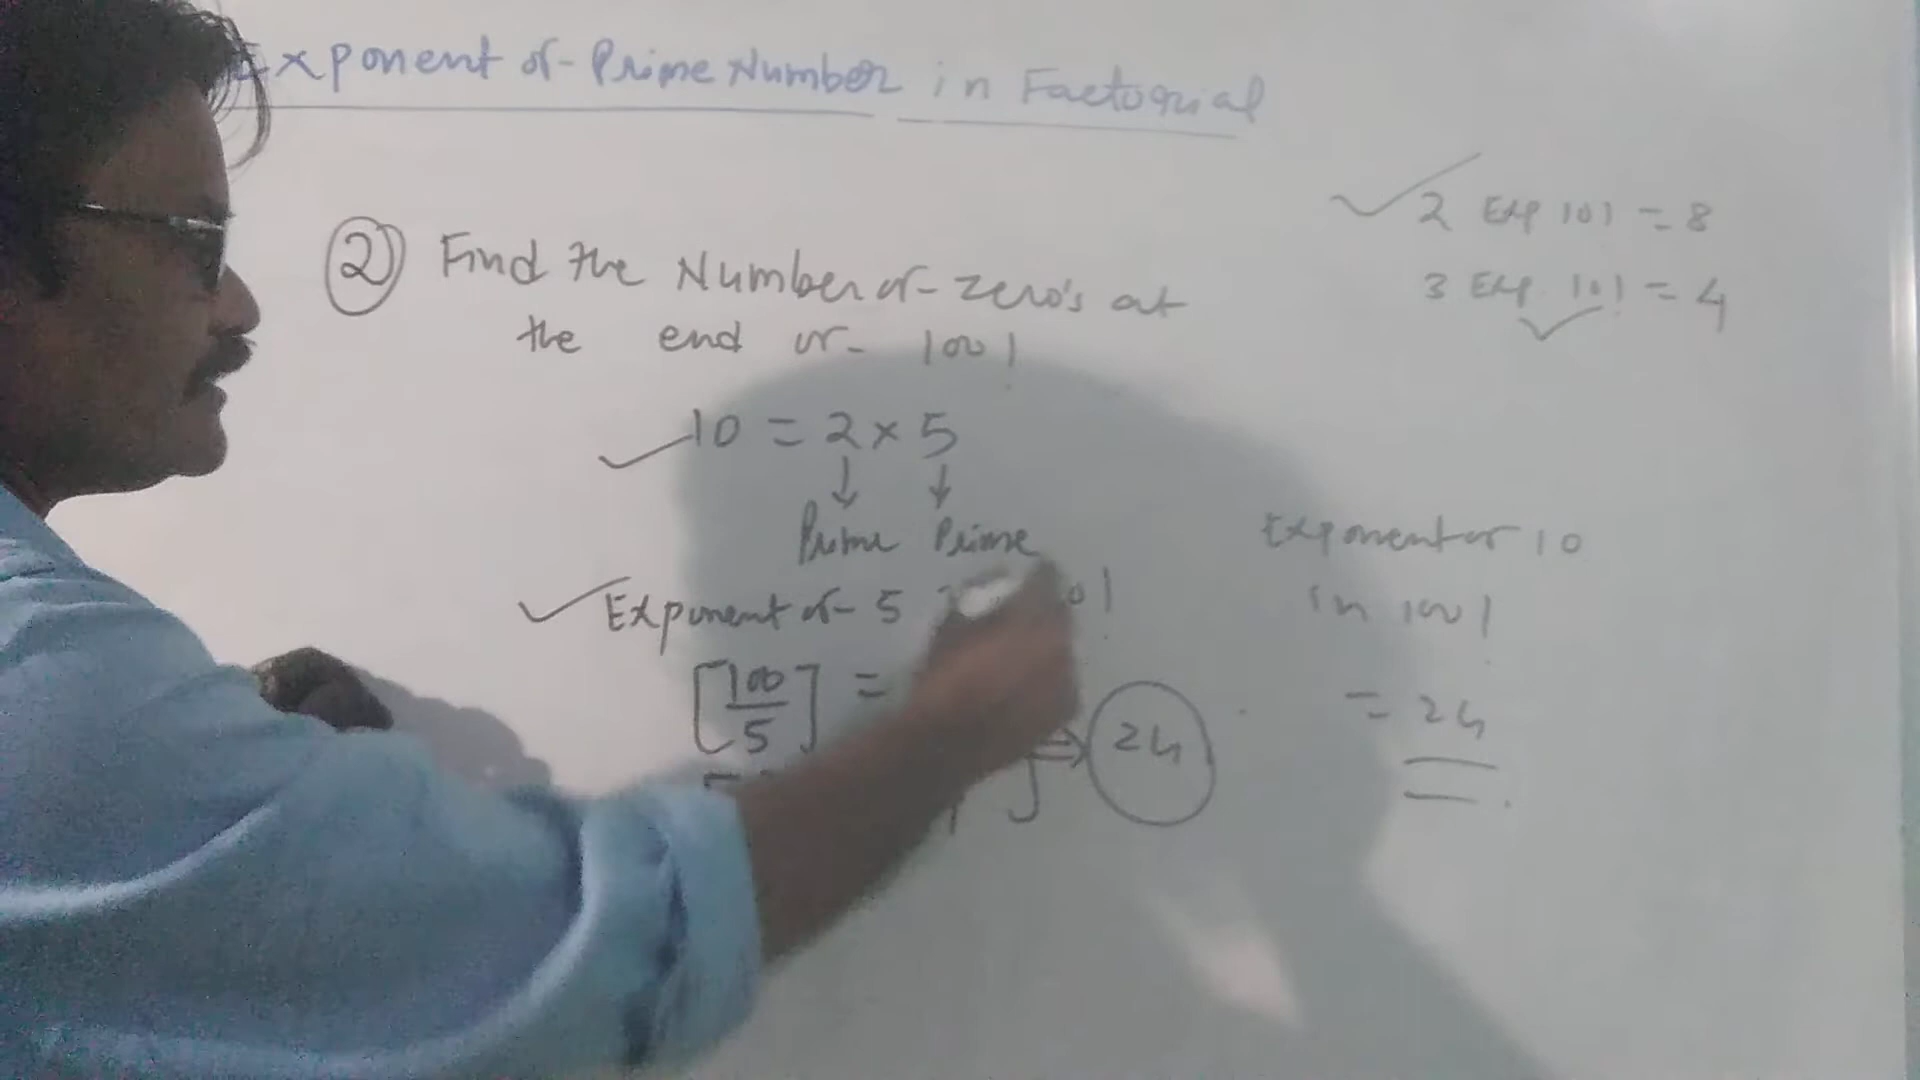 Exponent of Prime Number in Factorial
2 Exp 10! = 8
3 Exp. 10! = 4
② Find the Number of zero's at
the end of 100!
10 = 2 × 5
Prime Prime
Exponent of 5
[100/5] =
24
Exponent of 10
in 100!
= 24